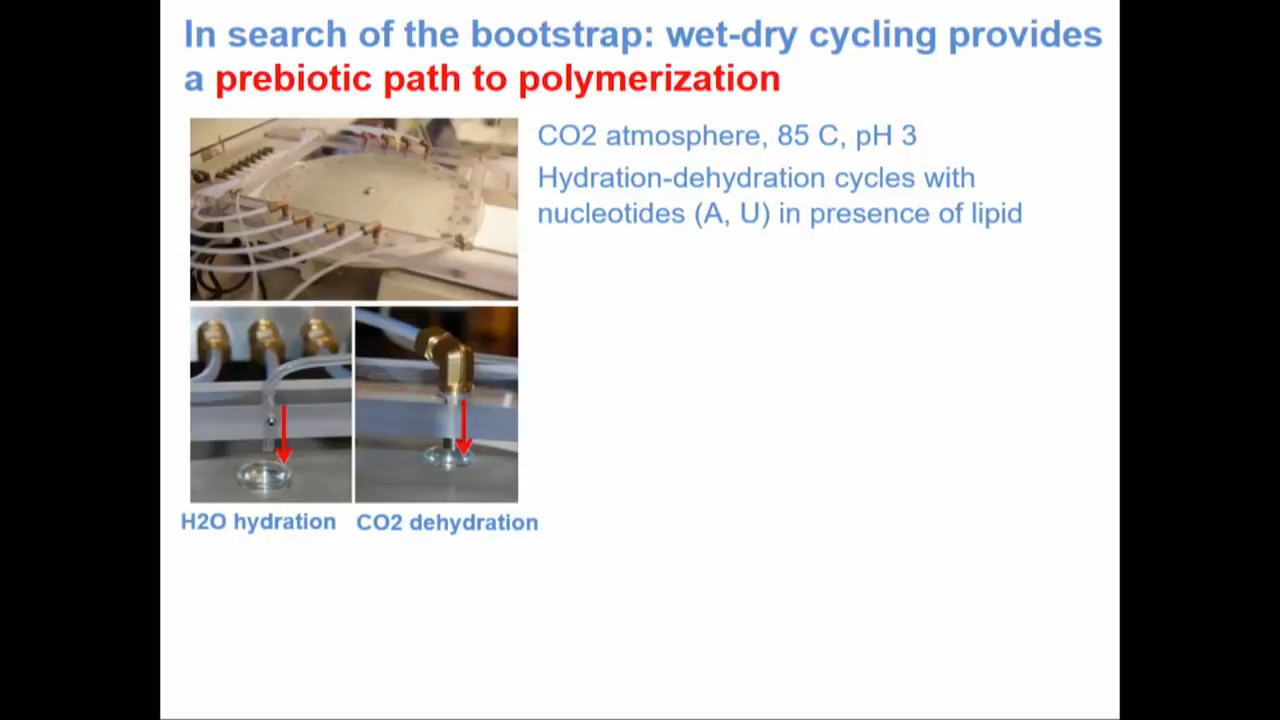 In search of the bootstrap: wet-dry cycling provides
a prebiotic path to polymerization
CO2 atmosphere, 85 C, pH 3
Hydration-dehydration cycles with
nucleotides (A, U) in presence of lipid
H2O hydration
CO2 dehydration